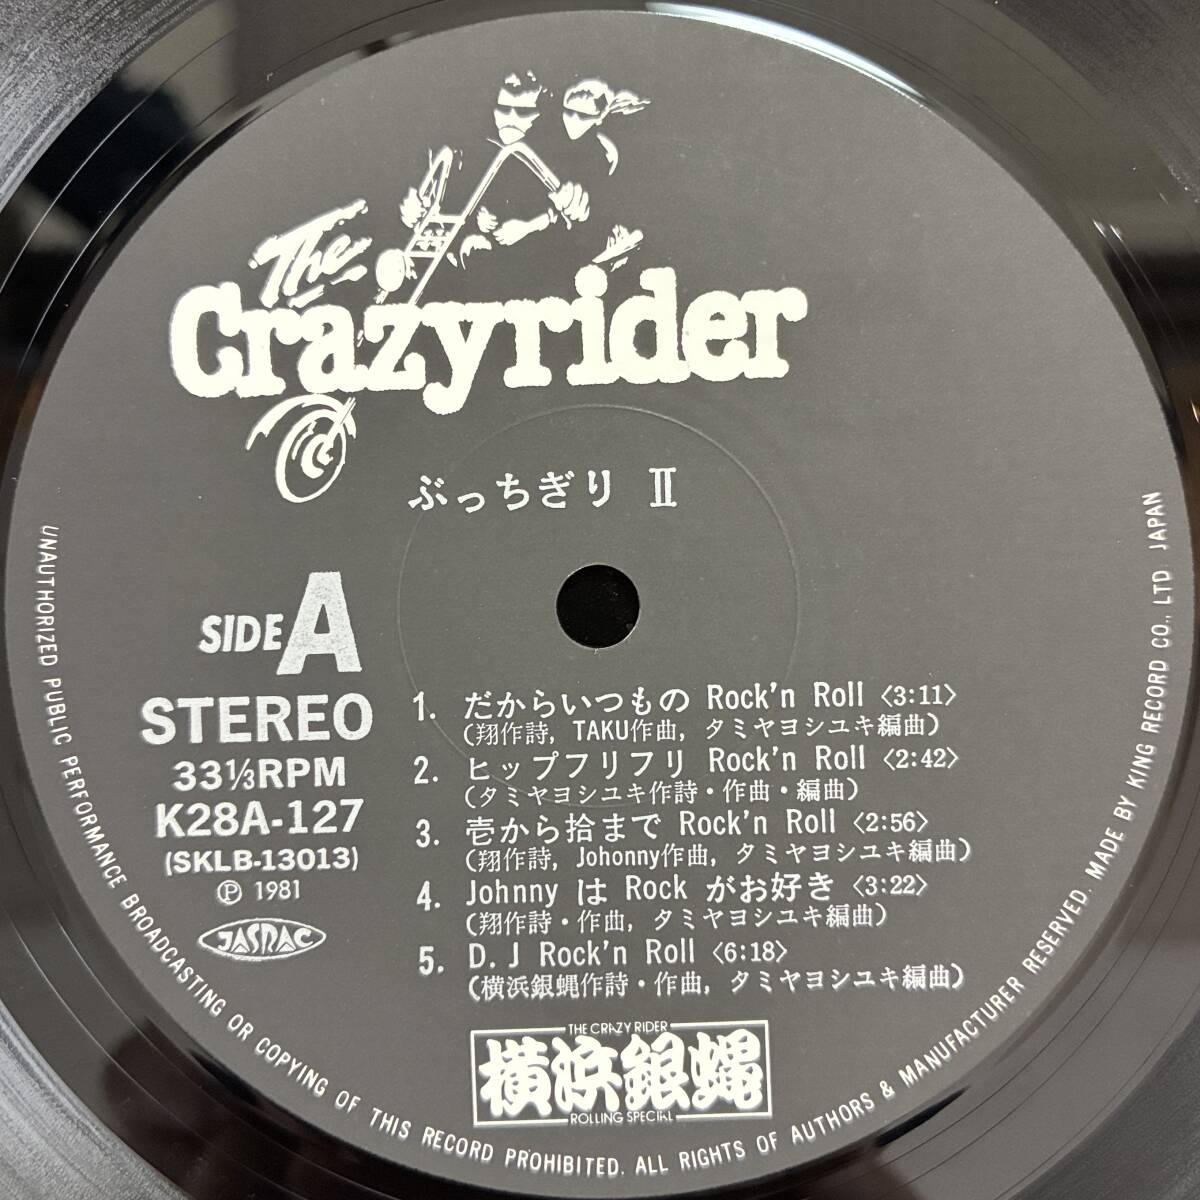 The
Crazyrider
ぶっちぎり II
SIDE A
STEREO
33⅓RPM
K28A-127
(SKLB-13013)
Ⓟ 1981
JASRAC
1. だからいつもの Rock'n Roll 〈3:11〉
(翔作詩, TAKU作曲, タミヤヨシユキ編曲)
2. ヒップフリフリ Rock'n Roll 〈2:42〉
(タミヤヨシユキ作詩・作曲・編曲)
3. 壱から拾まで Rock'n Roll 〈2:56〉
(翔作詩, Johonny作曲, タミヤヨシユキ編曲)
4. Johnny は Rock がお好き 〈3:22〉
(翔作詩・作曲, タミヤヨシユキ編曲)
5. D.J Rock'n Roll 〈6:18〉
(横浜銀蝿作詩・作曲, タミヤヨシユキ編曲)
THE CRAZY RIDER
横浜銀蝿
ROLLING SPECIAL
UNAUTHORIZED PUBLIC PERFORMANCE BROADCASTING OR COPYING OF THIS RECORD PROHIBITED. ALL RIGHTS OF AUTHORS & MANUFACTURER RESERVED. MADE BY KING RECORD CO., LTD. JAPAN